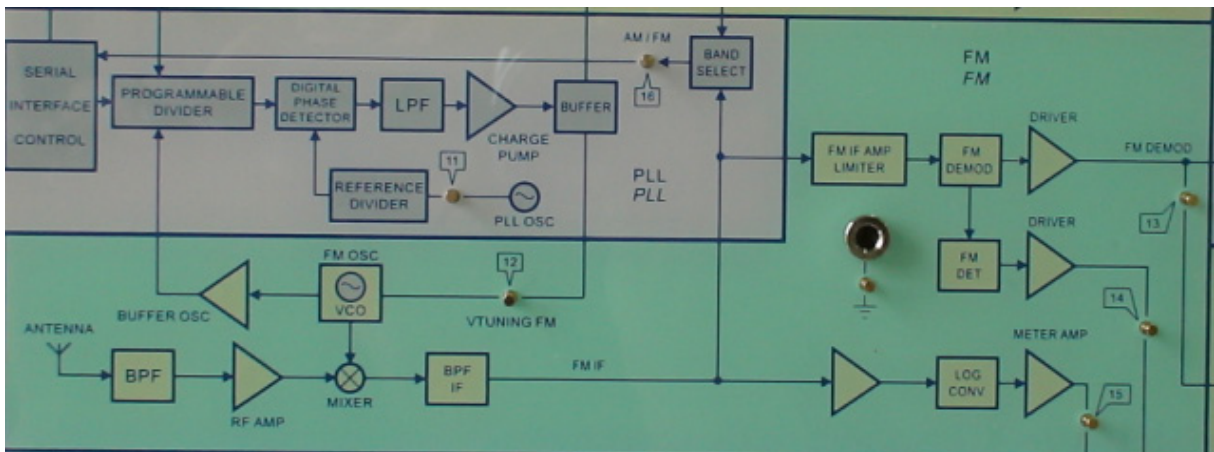 SERIAL
INTERFACE
CONTROL
PROGRAMMABLE
DIVIDER
DIGITAL
PHASE
DETECTOR
LPF
CHARGE
PUMP
BUFFER
AM / FM
16
BAND
SELECT
REFERENCE
DIVIDER
11
PLL OSC
PLL
PLL
FM
FM
FM IF AMP
LIMITER
FM
DEMOD
DRIVER
FM DEMOD
13
FM
DET
DRIVER
14
BUFFER OSC
FM OSC
VCO
12
VTUNING FM
ANTENNA
BPF
RF AMP
MIXER
BPF
IF
FM IF
LOG
CONV
METER AMP
15